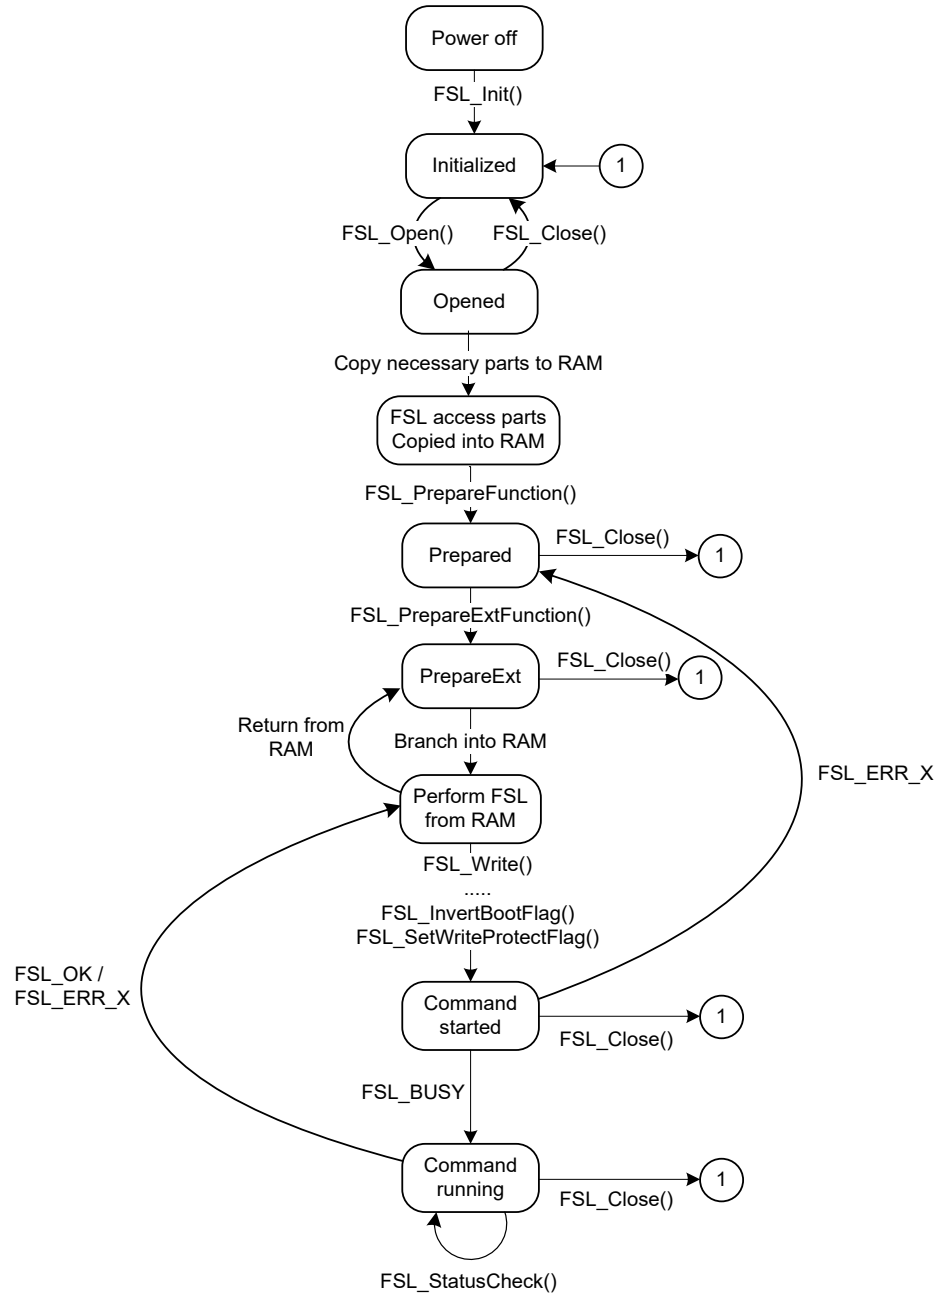 Power off
FSL_Init()
Initialized
1
FSL_Open()
FSL_Close()
Opened
Copy necessary parts to RAM
FSL access parts
Copied into RAM
FSL_PrepareFunction()
Prepared
FSL_Close()
1
FSL_PrepareExtFunction()
PrepareExt
FSL_Close()
1
Return from
RAM
Branch into RAM
FSL_ERR_X
Perform FSL
from RAM
FSL_Write()
.....
FSL_InvertBootFlag()
FSL_SetWriteProtectFlag()
FSL_OK /
FSL_ERR_X
Command
started
FSL_Close()
1
FSL_BUSY
Command
running
FSL_Close()
1
FSL_StatusCheck()